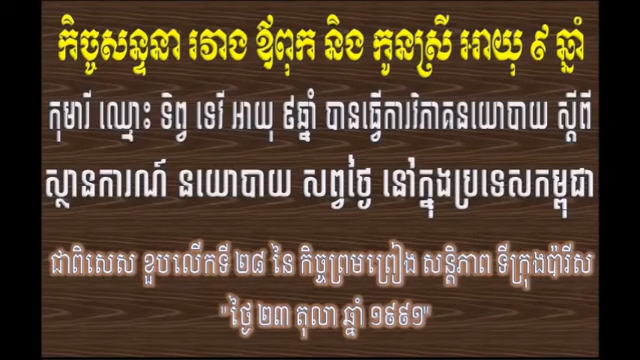 កិច្ចសន្ទនា រវាង ឪពុក និង កូនស្រី អាយុ ៩ ឆ្នាំ
កុមារី ឈ្មោះ ទិព្វ ទេវី អាយុ ៩ឆ្នាំ បានធ្វើការវិភាគនយោបាយ ស្តីពី
ស្ថានការណ៍ នយោបាយ សព្វថ្ងៃ នៅក្នុងប្រទេសកម្ពុជា
ជាពិសេស ខួបលើកទី ២៨ នៃ កិច្ចព្រមព្រៀង សន្តិភាព ទីក្រុងប៉ារីស
"ថ្ងៃ ២៣ តុលា ឆ្នាំ ១៩៩១"